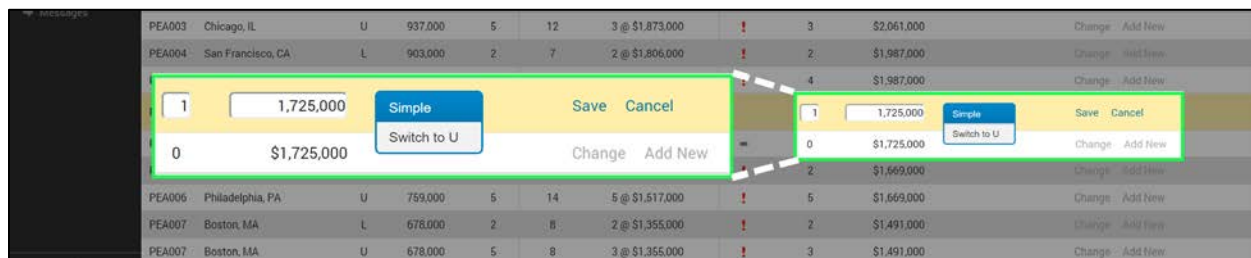 Messages
PEA003 Chicago, IL U 937,000 5 12 3 @ $1,873,000 ! 3 $2,061,000 Change Add New
PEA004 San Francisco, CA L 903,000 2 7 2 @ $1,806,000 ! 2 $1,987,000 Change Add New
4 $1,987,000 Change Add New
1 1,725,000 Simple Save Cancel
Switch to U
0 $1,725,000 Change Add New
1 1,725,000 Simple Save Cancel
Switch to U
0 $1,725,000 Change Add New
2 $1,669,000 Change Add New
PEA006 Philadelphia, PA U 759,000 5 14 5 @ $1,517,000 ! 5 $1,669,000 Change Add New
PEA007 Boston, MA L 678,000 2 8 2 @ $1,355,000 ! 2 $1,491,000 Change Add New
PEA007 Boston, MA U 678,000 5 8 3 @ $1,355,000 ! 3 $1,491,000 Change Add New